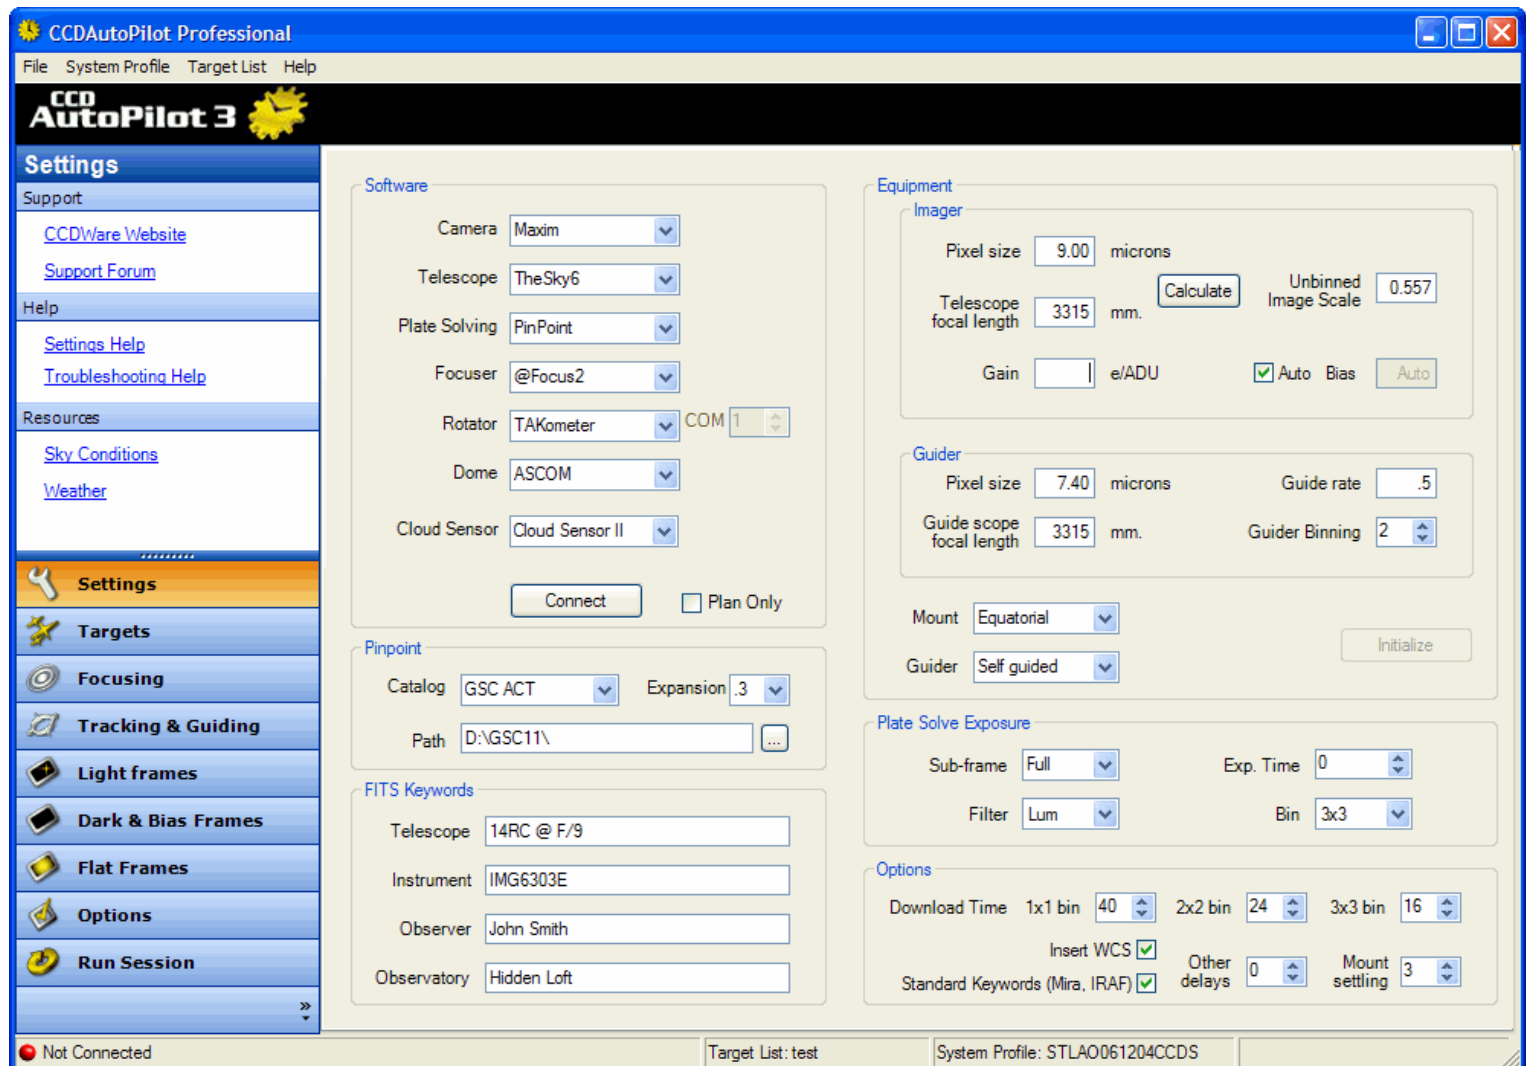 CCDAutoPilot Professional
File System Profile Target List Help
CCD
AutoPilot 3
Settings
Support
CCDWare Website
Support Forum
Help
Settings Help
Troubleshooting Help
Resources
Sky Conditions
Weather
Settings
Targets
Focusing
Tracking & Guiding
Light frames
Dark & Bias Frames
Flat Frames
Options
Run Session
»
Software
Camera Maxim
Telescope TheSky6
Plate Solving PinPoint
Focuser @Focus2
Rotator TAKometer COM 1
Dome ASCOM
Cloud Sensor Cloud Sensor II
Connect Plan Only
Pinpoint
Catalog GSC ACT Expansion .3
Path D:\GSC11\ ...
FITS Keywords
Telescope 14RC @ F/9
Instrument IMG6303E
Observer John Smith
Observatory Hidden Loft
Equipment
Imager
Pixel size 9.00 microns
Telescope
focal length 3315 mm.
Calculate
Unbinned
Image Scale 0.557
Gain e/ADU Auto Bias Auto
Guider
Pixel size 7.40 microns Guide rate .5
Guide scope
focal length 3315 mm. Guider Binning 2
Mount Equatorial
Initialize
Guider Self guided
Plate Solve Exposure
Sub-frame Full Exp. Time 0
Filter Lum Bin 3x3
Options
Download Time 1x1 bin 40 2x2 bin 24 3x3 bin 16
Insert WCS
Standard Keywords (Mira, IRAF)
Other
delays 0
Mount
settling 3
Not Connected Target List: test System Profile: STLAO061204CCDS